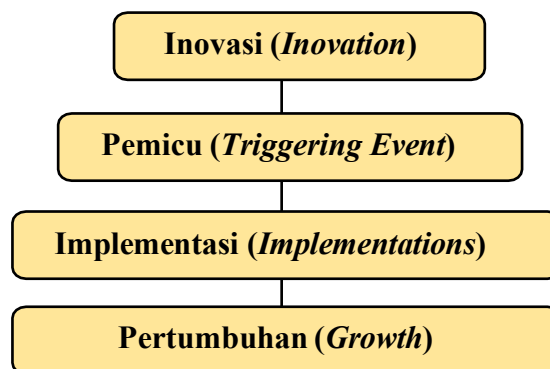 Inovasi (Inovation)
Pemicu (Triggering Event)
Implementasi (Implementations)
Pertumbuhan (Growth)